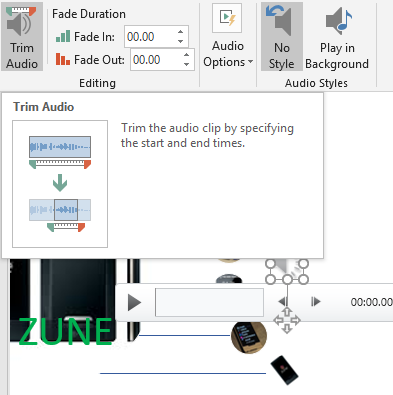 Trim
Audio
Fade Duration
Fade In: 00.00
Fade Out: 00.00
Editing
Audio
Options
No
Style
Play in
Background
Audio Styles
Trim Audio
Trim the audio clip by specifying
the start and end times.
ZUNE
00:00.00